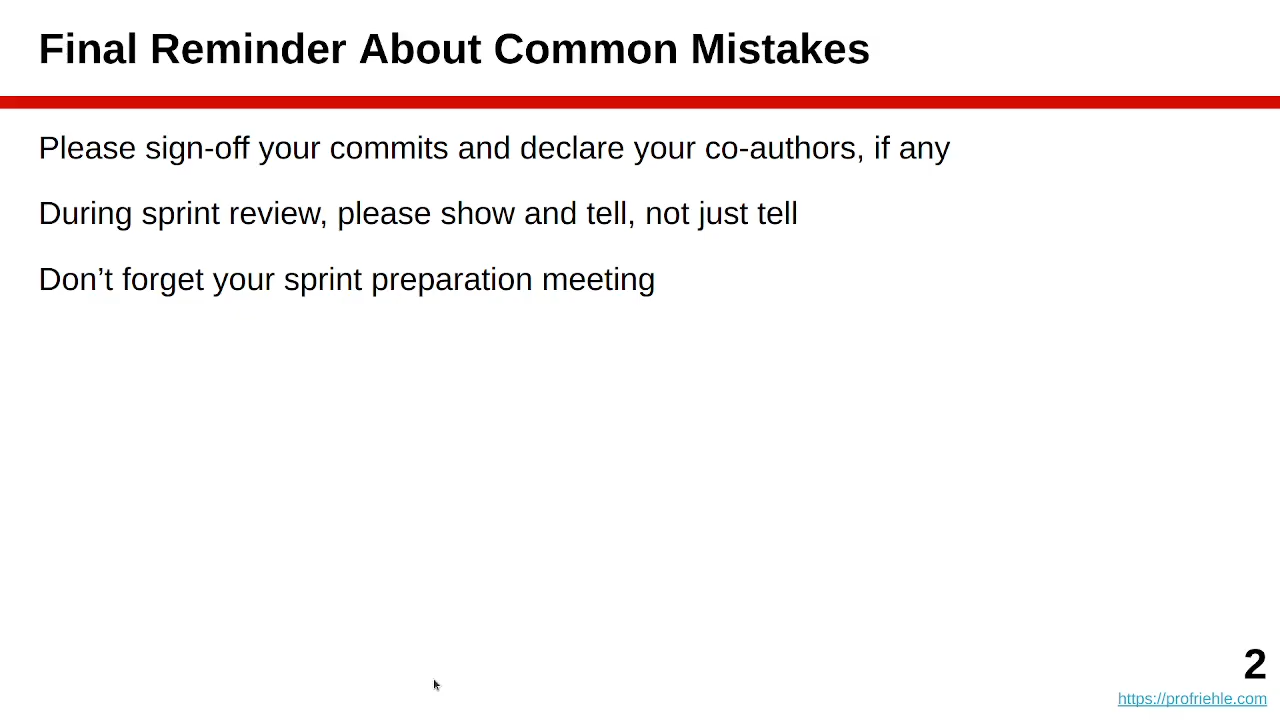 Final Reminder About Common Mistakes
Please sign-off your commits and declare your co-authors, if any
During sprint review, please show and tell, not just tell
Don’t forget your sprint preparation meeting
2
https://profriehle.com